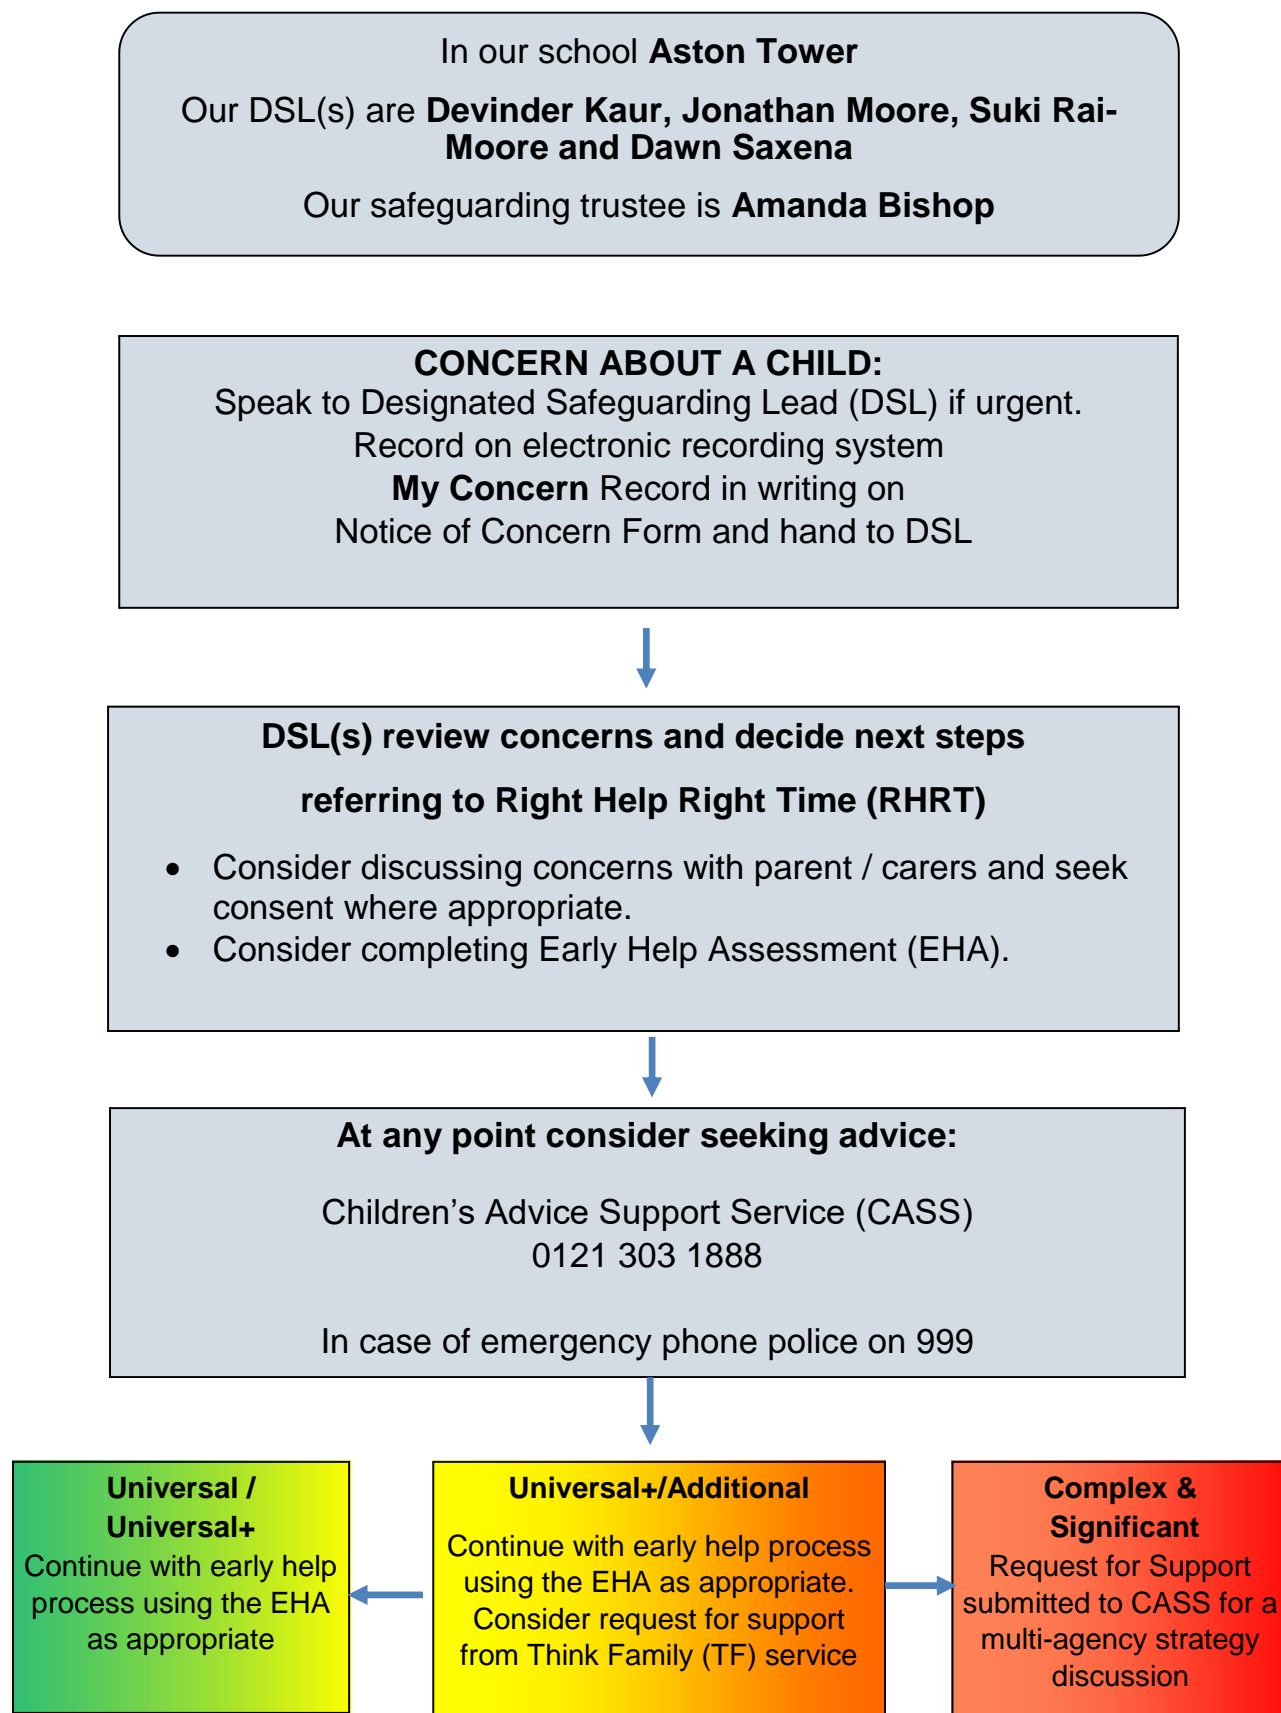 In our school Aston Tower
Our DSL(s) are Devinder Kaur, Jonathan Moore, Suki Rai-
Moore and Dawn Saxena
Our safeguarding trustee is Amanda Bishop
CONCERN ABOUT A CHILD:
Speak to Designated Safeguarding Lead (DSL) if urgent.
Record on electronic recording system
My Concern Record in writing on
Notice of Concern Form and hand to DSL
DSL(s) review concerns and decide next steps
referring to Right Help Right Time (RHRT)
• Consider discussing concerns with parent / carers and seek
consent where appropriate.
• Consider completing Early Help Assessment (EHA).
At any point consider seeking advice:
Children’s Advice Support Service (CASS)
0121 303 1888
In case of emergency phone police on 999
Universal /
Universal+
Continue with early help
process using the EHA
as appropriate
Universal+/Additional
Continue with early help process
using the EHA as appropriate.
Consider request for support
from Think Family (TF) service
Complex &
Significant
Request for Support
submitted to CASS for a
multi-agency strategy
discussion